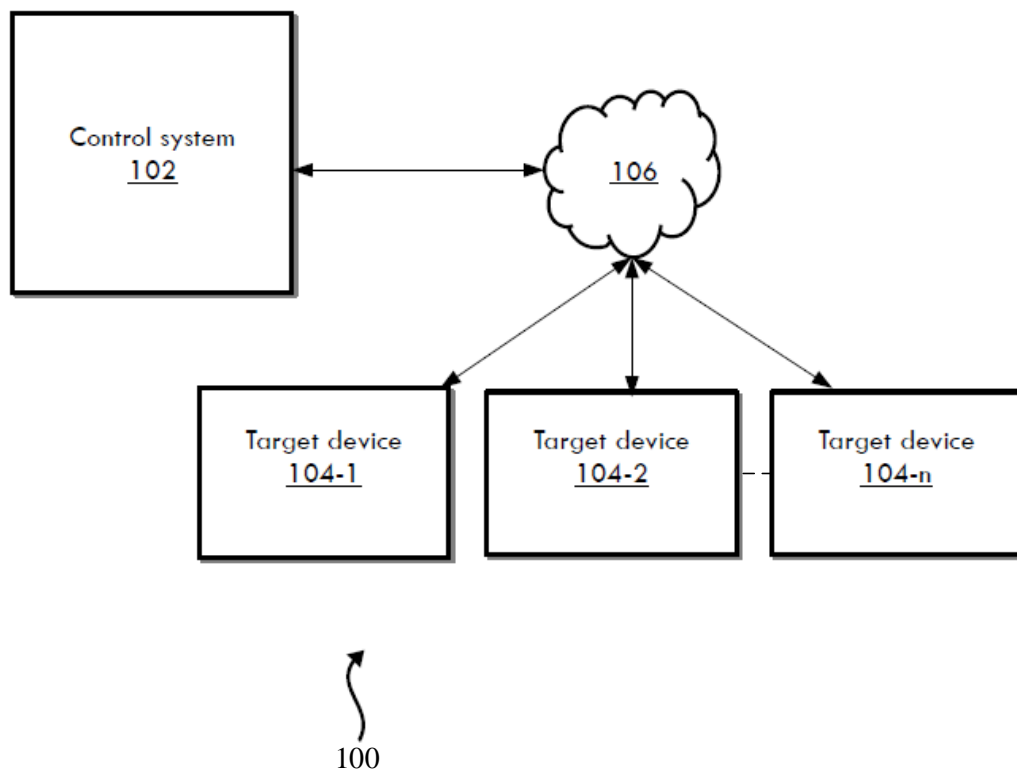 Control system
102
106
Target device
104-1
Target device
104-2
Target device
104-n
100